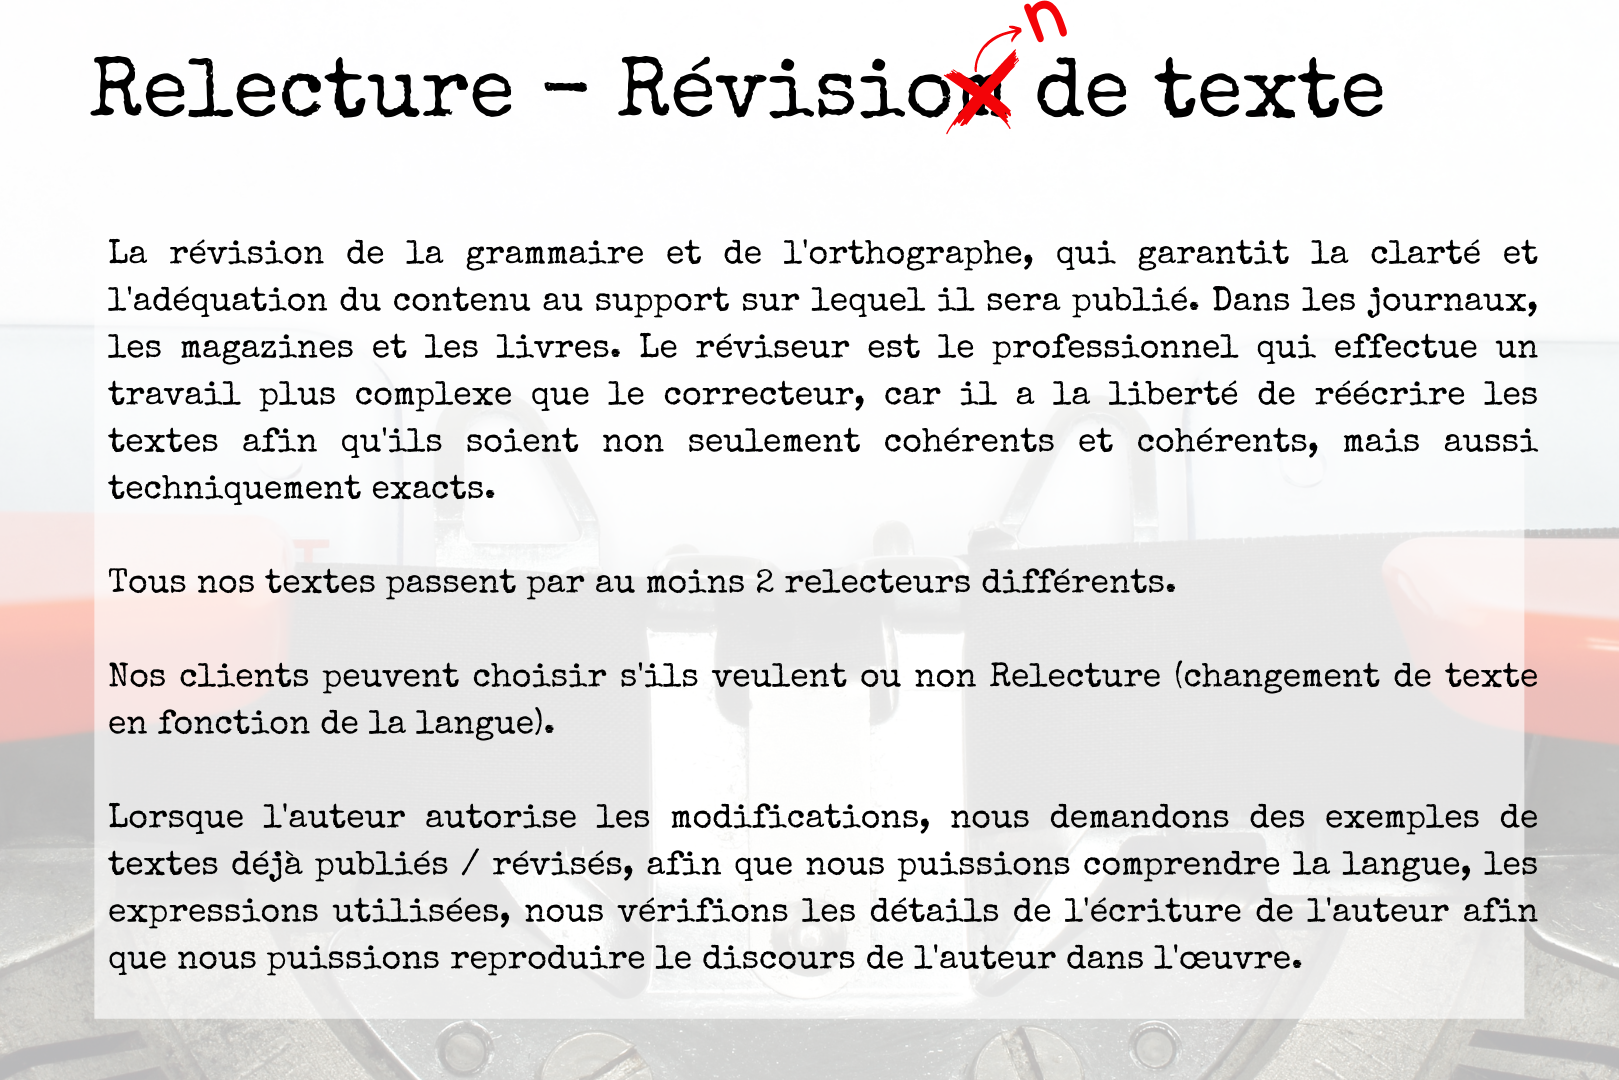 n
Relecture - Révision de texte
La révision de la grammaire et de l'orthographe, qui garantit la clarté et
l'adéquation du contenu au support sur lequel il sera publié. Dans les journaux,
les magazines et les livres. Le réviseur est le professionnel qui effectue un
travail plus complexe que le correcteur, car il a la liberté de réécrire les
textes afin qu'ils soient non seulement cohérents et cohérents, mais aussi
techniquement exacts.
Tous nos textes passent par au moins 2 relecteurs différents.
Nos clients peuvent choisir s'ils veulent ou non Relecture (changement de texte
en fonction de la langue).
Lorsque l'auteur autorise les modifications, nous demandons des exemples de
textes déjà publiés / révisés, afin que nous puissions comprendre la langue, les
expressions utilisées, nous vérifions les détails de l'écriture de l'auteur afin
que nous puissions reproduire le discours de l'auteur dans l'œuvre.